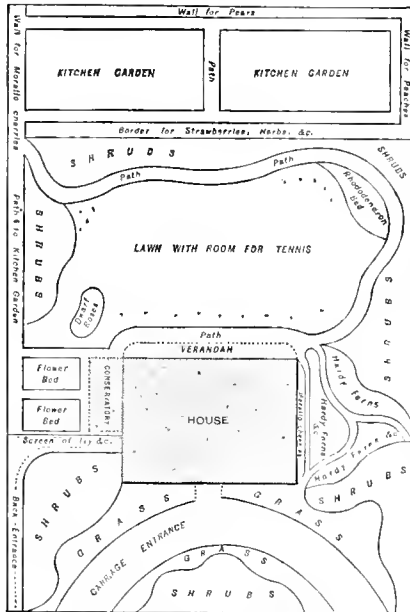 Wall for Pears
Wall for Morello cherries
KITCHEN GARDEN
Path
KITCHEN GARDEN
Wall for Peaches
Border for Strawberries, Herbs, &c.
SHRUBS
Path
Path
SHRUBS
Rhododendron Bed
SHRUBS
LAWN WITH ROOM FOR TENNIS
SHRUBS
Path to Kitchen Garden
Dwarf Roses
Path
VERANDAH
Flower Bed
CONSERVATORY
Hardy Ferns
Flower Bed
HOUSE
Hardy Ferns &c
Screen of Ivy &c.
Hardy Ferns &c
SHRUBS
SHRUBS
GRASS
GRASS
Back-Entrance
CARRIAGE ENTRANCE
GRASS
SHRUBS